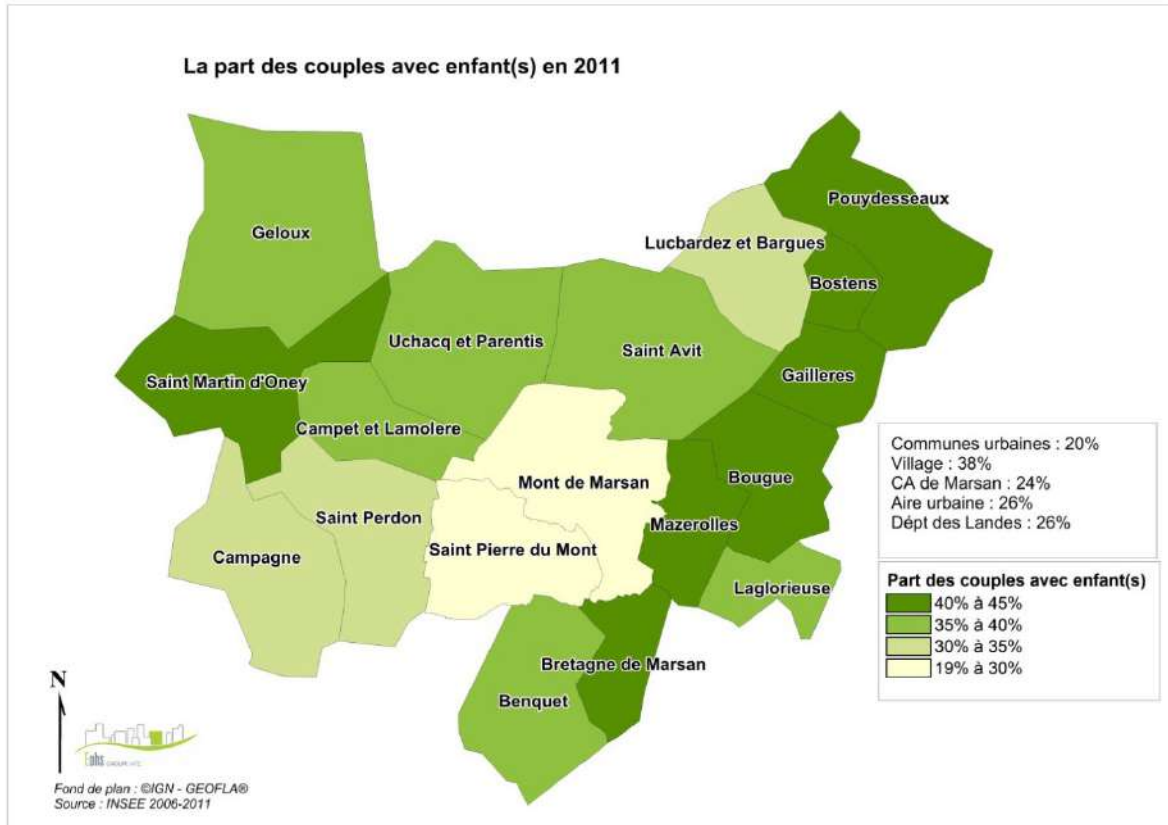 La part des couples avec enfant(s) en 2011
Pouydesseaux
Geloux
Lucbardez et Bargues
Bostens
Uchacq et Parentis
Saint Avit
Gailleres
Saint Martin d'Oney
Campet et Lamolere
Bougue
Mont de Marsan
Saint Perdon
Mazerolles
Saint Pierre du Mont
Campagne
Laglorieuse
Bretagne de Marsan
Benquet
Communes urbaines : 20%
Village : 38%
CA de Marsan : 24%
Aire urbaine : 26%
Dépt des Landes : 26%
Part des couples avec enfant(s)
40% à 45%
35% à 40%
30% à 35%
19% à 30%
N
Fond de plan : ©IGN - GEOFLA®
Source : INSEE 2006-2011